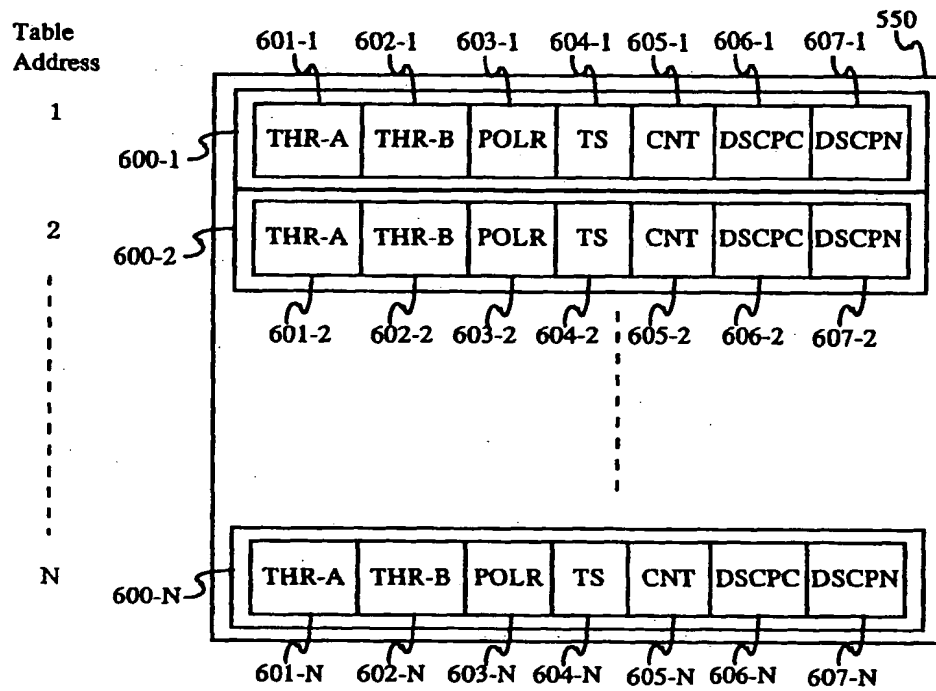 Table
Address
601-1 602-1 603-1 604-1 605-1 606-1 607-1 550
1
600-1
THR-A THR-B POLR TS CNT DSCPC DSCPN
2
600-2
THR-A THR-B POLR TS CNT DSCPC DSCPN
601-2 602-2 603-2 604-2 605-2 606-2 607-2
N
600-N
THR-A THR-B POLR TS CNT DSCPC DSCPN
601-N 602-N 603-N 604-N 605-N 606-N 607-N